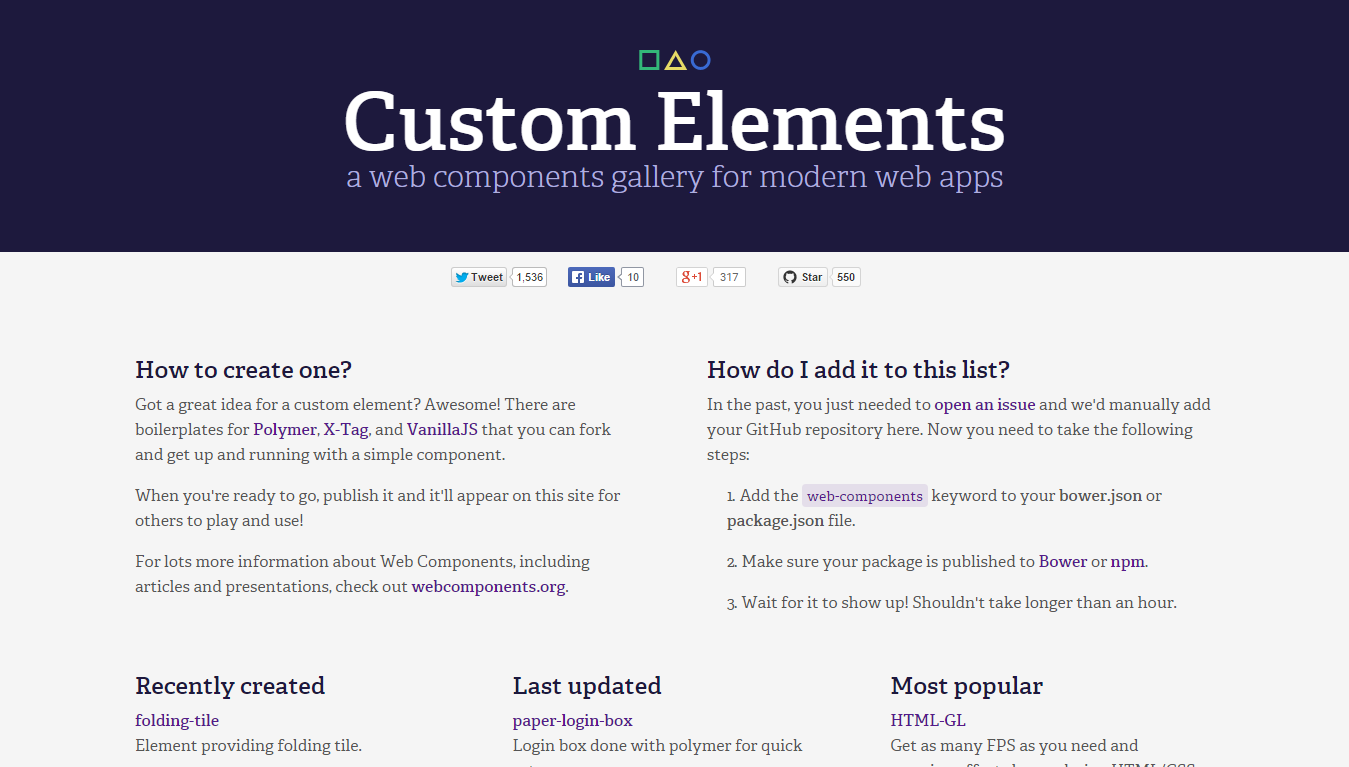 Custom Elements
a web components gallery for modern web apps
Tweet 1,536 Like 10 g+1 317 Star 550
How to create one?
Got a great idea for a custom element? Awesome! There are
boilerplates for Polymer, X-Tag, and VanillaJS that you can fork
and get up and running with a simple component.
When you're ready to go, publish it and it'll appear on this site for
others to play and use!
For lots more information about Web Components, including
articles and presentations, check out webcomponents.org.
How do I add it to this list?
In the past, you just needed to open an issue and we'd manually add
your GitHub repository here. Now you need to take the following
steps:
1. Add the web-components keyword to your bower.json or
package.json file.
2. Make sure your package is published to Bower or npm.
3. Wait for it to show up! Shouldn't take longer than an hour.
Recently created
folding-tile
Element providing folding tile.
Last updated
paper-login-box
Login box done with polymer for quick
Most popular
HTML-GL
Get as many FPS as you need and